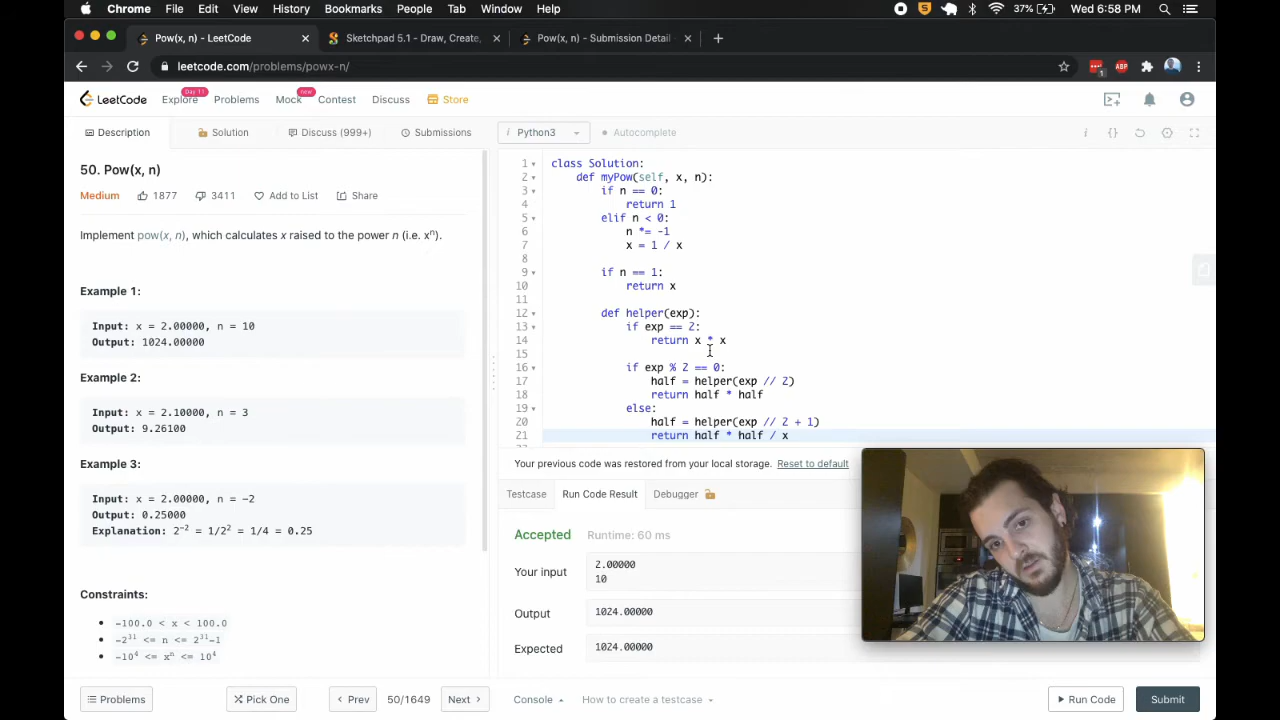 Chrome File Edit View History Bookmarks People Tab Window Help
37% Wed 6:58 PM
Pow(x, n) - LeetCode
Sketchpad 5.1 - Draw, Create,
Pow(x, n) - Submission Detail -
leetcode.com/problems/powx-n/
1 ABP
LeetCode Explore Day 11 Problems Mock new Contest Discuss Store
Description Solution Discuss (999+) Submissions
i Python3 Autocomplete i {}
50. Pow(x, n)
Medium 1877 3411 Add to List Share
Implement pow(x, n), which calculates x raised to the power n (i.e. xⁿ).
Example 1:
Input: x = 2.00000, n = 10
Output: 1024.00000
Example 2:
Input: x = 2.10000, n = 3
Output: 9.26100
Example 3:
Input: x = 2.00000, n = -2
Output: 0.25000
Explanation: 2⁻² = 1/2² = 1/4 = 0.25
Constraints:
• -100.0 < x < 100.0
• -2³¹ <= n <= 2³¹-1
• -10⁴ <= xⁿ <= 10⁴
1 class Solution:
2 def myPow(self, x, n):
3 if n == 0:
4 return 1
5 elif n < 0:
6 n *= -1
7 x = 1 / x
8
9 if n == 1:
10 return x
11
12 def helper(exp):
13 if exp == 2:
14 return x * x
15
16 if exp % 2 == 0:
17 half = helper(exp // 2)
18 return half * half
19 else:
20 half = helper(exp // 2 + 1)
21 return half * half / x
Your previous code was restored from your local storage. Reset to default
Testcase Run Code Result Debugger
Accepted Runtime: 60 ms
Your input
2.00000
10
Output 1024.00000
Expected 1024.00000
Problems Pick One < Prev 50/1649 Next >
Console How to create a testcase Run Code Submit